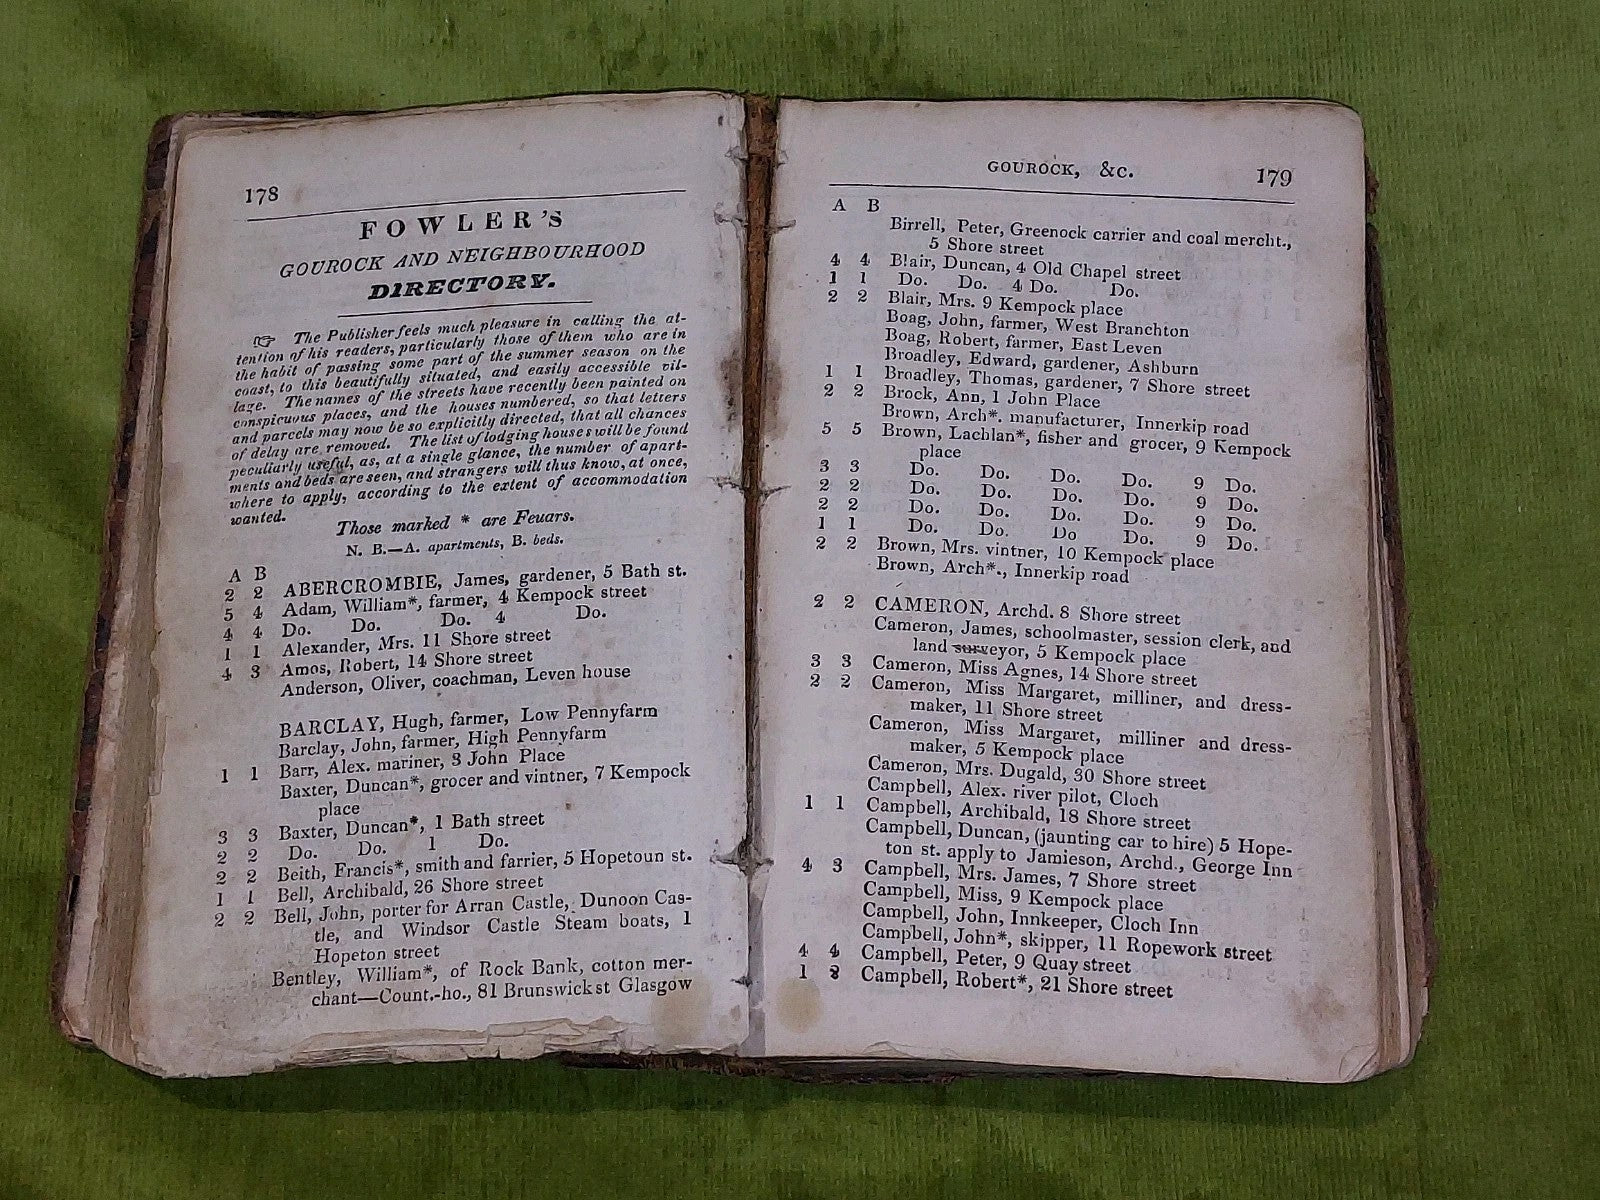 178
FOWLER'S
GOUROCK AND NEIGHBOURHOOD
DIRECTORY.
☞ The Publisher feels much pleasure in calling the at-
tention of his readers, particularly those of them who are in
the habit of passing some part of the summer season on the
coast, to this beautifully situated, and easily accessible vil-
lage. The names of the streets have recently been painted on
conspicuous places, and the houses numbered, so that letters
and parcels may now be so explicitly directed, that all chances
of delay are removed. The list of lodging houses will be found
peculiarly useful, as, at a single glance, the number of apart-
ments and beds are seen, and strangers will thus know, at once,
where to apply, according to the extent of accommodation
wanted.
Those marked * are Feuars.
N. B.—A. apartments, B. beds.
A B
2 2 ABERCROMBIE, James, gardener, 5 Bath st.
5 4 Adam, William*, farmer, 4 Kempock street
4 4 Do. Do. Do. 4 Do.
1 1 Alexander, Mrs. 11 Shore street
4 3 Amos, Robert, 14 Shore street
Anderson, Oliver, coachman, Leven house
BARCLAY, Hugh, farmer, Low Pennyfarm
Barclay, John, farmer, High Pennyfarm
1 1 Barr, Alex. mariner, 3 John Place
Baxter, Duncan*, grocer and vintner, 7 Kempock
place
3 3 Baxter, Duncan*, 1 Bath street
2 2 Do. Do. 1 Do.
2 2 Beith, Francis*, smith and farrier, 5 Hopetoun st.
1 1 Bell, Archibald, 26 Shore street
2 2 Bell, John, porter for Arran Castle, Dunoon Cas-
tle, and Windsor Castle Steam boats, 1
Hopeton street
Bentley, William*, of Rock Bank, cotton mer-
chant—Count.-ho., 81 Brunswick st Glasgow
GOUROCK, &c. 179
A B
Birrell, Peter, Greenock carrier and coal mercht.,
5 Shore street
4 4 Blair, Duncan, 4 Old Chapel street
1 1 Do. Do. 4 Do. Do.
2 2 Blair, Mrs. 9 Kempock place
Boag, John, farmer, West Branchton
Boag, Robert, farmer, East Leven
Broadley, Edward, gardener, Ashburn
1 1 Broadley, Thomas, gardener, 7 Shore street
2 2 Brock, Ann, 1 John Place
Brown, Arch*. manufacturer, Innerkip road
5 5 Brown, Lachlan*, fisher and grocer, 9 Kempock
place
3 3 Do. Do. Do. Do. 9 Do.
2 2 Do. Do. Do. Do. 9 Do.
2 2 Do. Do. Do. Do. 9 Do.
1 1 Do. Do. Do Do. 9 Do.
2 2 Brown, Mrs. vintner, 10 Kempock place
Brown, Arch*., Innerkip road
2 2 CAMERON, Archd. 8 Shore street
Cameron, James, schoolmaster, session clerk, and
land surveyor, 5 Kempock place
3 3 Cameron, Miss Agnes, 14 Shore street
2 2 Cameron, Miss Margaret, milliner, and dress-
maker, 11 Shore street
Cameron, Miss Margaret, milliner and dress-
maker, 5 Kempock place
Cameron, Mrs. Dugald, 30 Shore street
Campbell, Alex. river pilot, Cloch
1 1 Campbell, Archibald, 18 Shore street
Campbell, Duncan, (jaunting car to hire) 5 Hope-
ton st. apply to Jamieson, Archd., George Inn
4 3 Campbell, Mrs. James, 7 Shore street
Campbell, Miss, 9 Kempock place
Campbell, John, Innkeeper, Cloch Inn
Campbell, John*, skipper, 11 Ropework street
4 4 Campbell, Peter, 9 Quay street
1 2 Campbell, Robert*, 21 Shore street